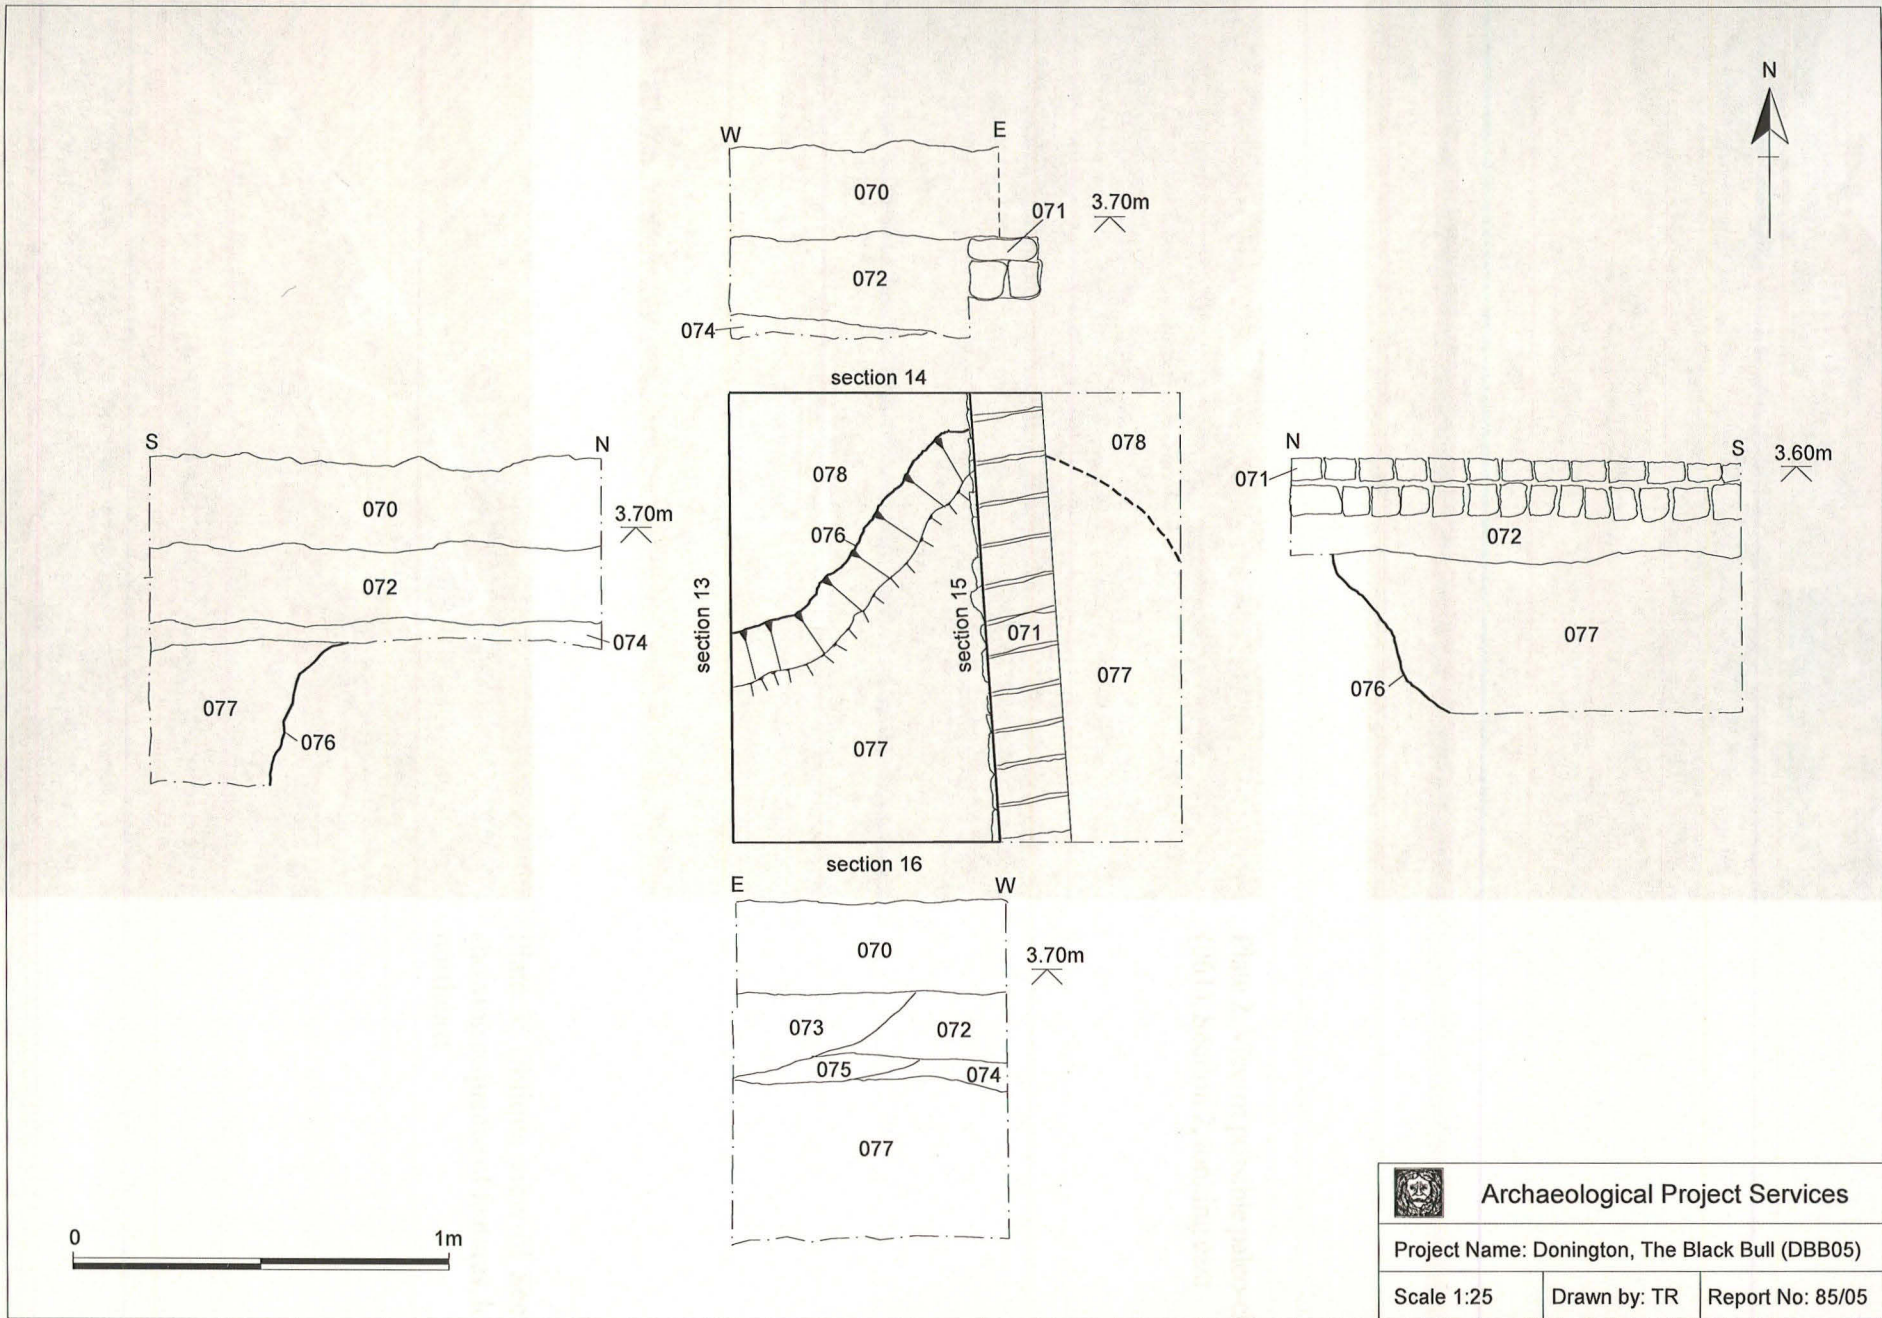 N
W E
070
071
3.70m
072
074
section 14
S N
070
3.70m
072
074
077
076
section 13
078
076
section 15
071
077
078
077
N S
3.60m
071
072
077
076
section 16
E W
070
3.70m
073
072
075
074
077
0 1m
Archaeological Project Services
Project Name: Donington, The Black Bull (DBB05)
Scale 1:25
Drawn by: TR
Report No: 85/05